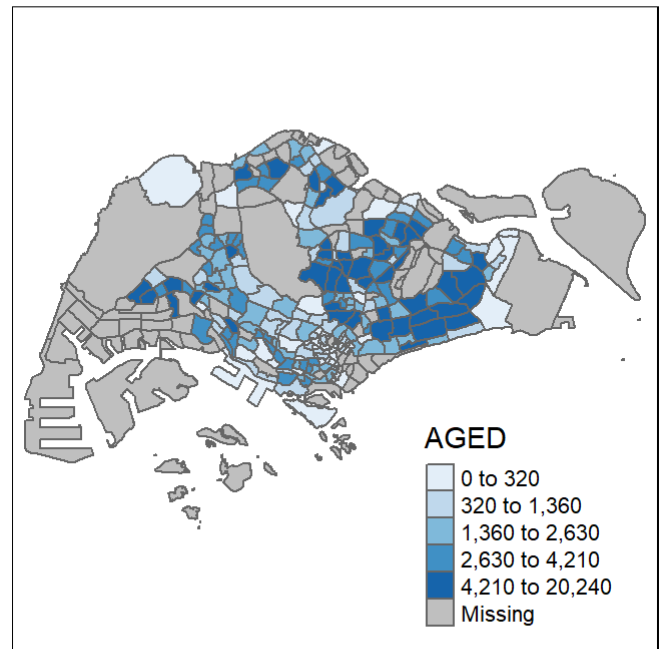 AGED
0 to 320
320 to 1,360
1,360 to 2,630
2,630 to 4,210
4,210 to 20,240
Missing